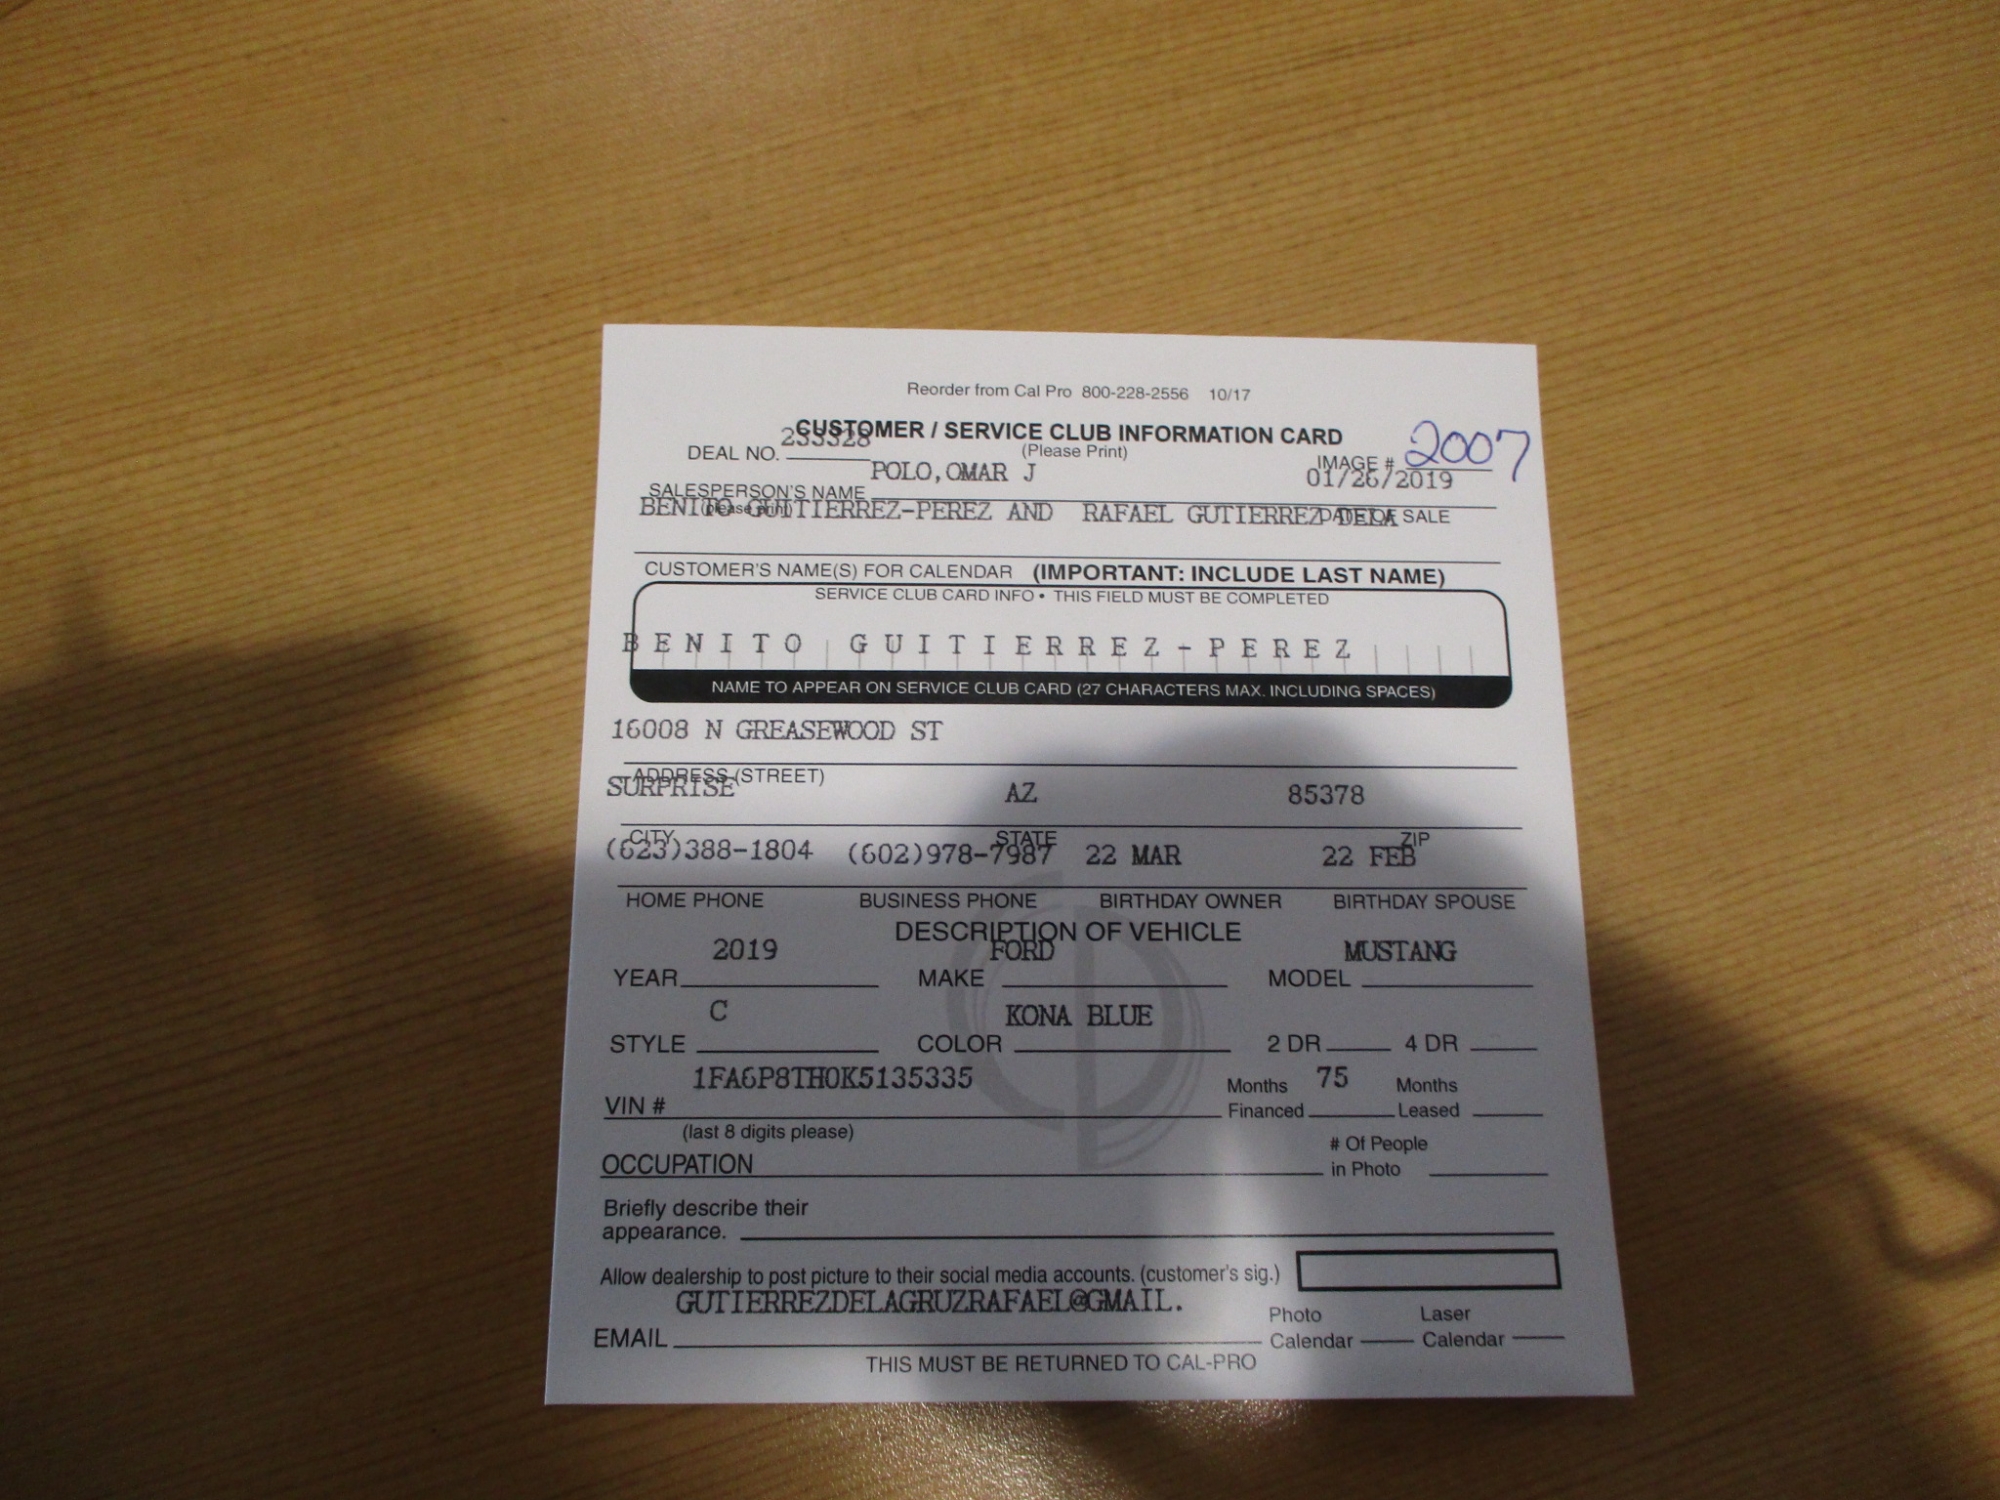 Reorder from Cal Pro 800-228-2556 10/17
CUSTOMER / SERVICE CLUB INFORMATION CARD
DEAL NO. 233328 (Please Print) IMAGE # 2007
POLO,OMAR J 01/26/2019
SALESPERSON'S NAME
(please print) DATE OF SALE
BENITO GUITIERREZ-PEREZ AND RAFAEL GUTIERREZ DELA
CUSTOMER'S NAME(S) FOR CALENDAR (IMPORTANT: INCLUDE LAST NAME)
SERVICE CLUB CARD INFO • THIS FIELD MUST BE COMPLETED
BENITO GUITIERREZ-PEREZ
NAME TO APPEAR ON SERVICE CLUB CARD (27 CHARACTERS MAX. INCLUDING SPACES)
16008 N GREASEWOOD ST
ADDRESS (STREET)
SURPRISE AZ 85378
CITY STATE ZIP
(623)388-1804 (602)978-7987 22 MAR 22 FEB
HOME PHONE BUSINESS PHONE BIRTHDAY OWNER BIRTHDAY SPOUSE
DESCRIPTION OF VEHICLE
2019 FORD MUSTANG
YEAR MAKE MODEL
C KONA BLUE
STYLE COLOR 2 DR 4 DR
1FA6P8TH0K5135335 Months 75 Months
VIN # Financed Leased
(last 8 digits please) # Of People
OCCUPATION in Photo
Briefly describe their
appearance.
Allow dealership to post picture to their social media accounts. (customer's sig.)
GUTIERREZDELAGRUZRAFAEL@GMAIL. Photo Laser
EMAIL Calendar Calendar
THIS MUST BE RETURNED TO CAL-PRO